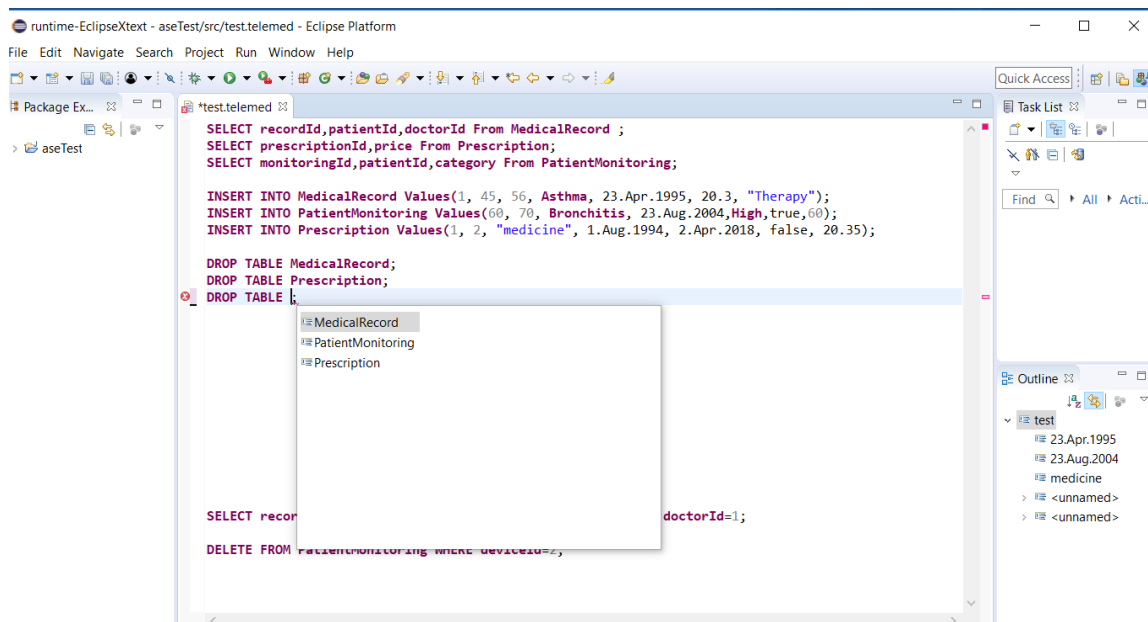 runtime-EclipseXtext - aseTest/src/test.telemed - Eclipse Platform
File Edit Navigate Search Project Run Window Help
Quick Access
Package Ex...
*test.telemed
Task List
aseTest
SELECT recordId,patientId,doctorId From MedicalRecord ;
SELECT prescriptionId,price From Prescription;
SELECT monitoringId,patientId,category From PatientMonitoring;
INSERT INTO MedicalRecord Values(1, 45, 56, Asthma, 23.Apr.1995, 20.3, "Therapy");
INSERT INTO PatientMonitoring Values(60, 70, Bronchitis, 23.Aug.2004,High,true,60);
INSERT INTO Prescription Values(1, 2, "medicine", 1.Aug.1994, 2.Apr.2018, false, 20.35);
DROP TABLE MedicalRecord;
DROP TABLE Prescription;
DROP TABLE ;
MedicalRecord
PatientMonitoring
Prescription
SELECT recor
doctorId=1;
DELETE FROM PatientMonitoring WHERE deviceId=2;
Find All Acti...
Outline
test
23.Apr.1995
23.Aug.2004
medicine
<unnamed>
<unnamed>